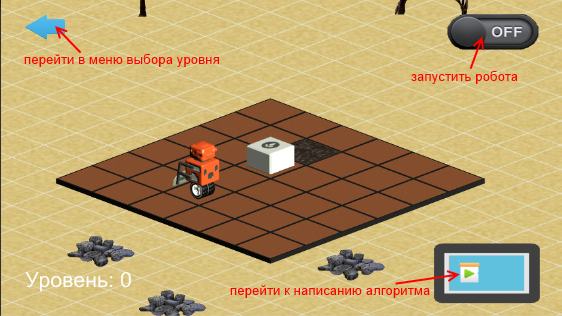 OFF
перейти в меню выбора уровня
запустить робота
Уровень: 0
перейти к написанию алгоритма